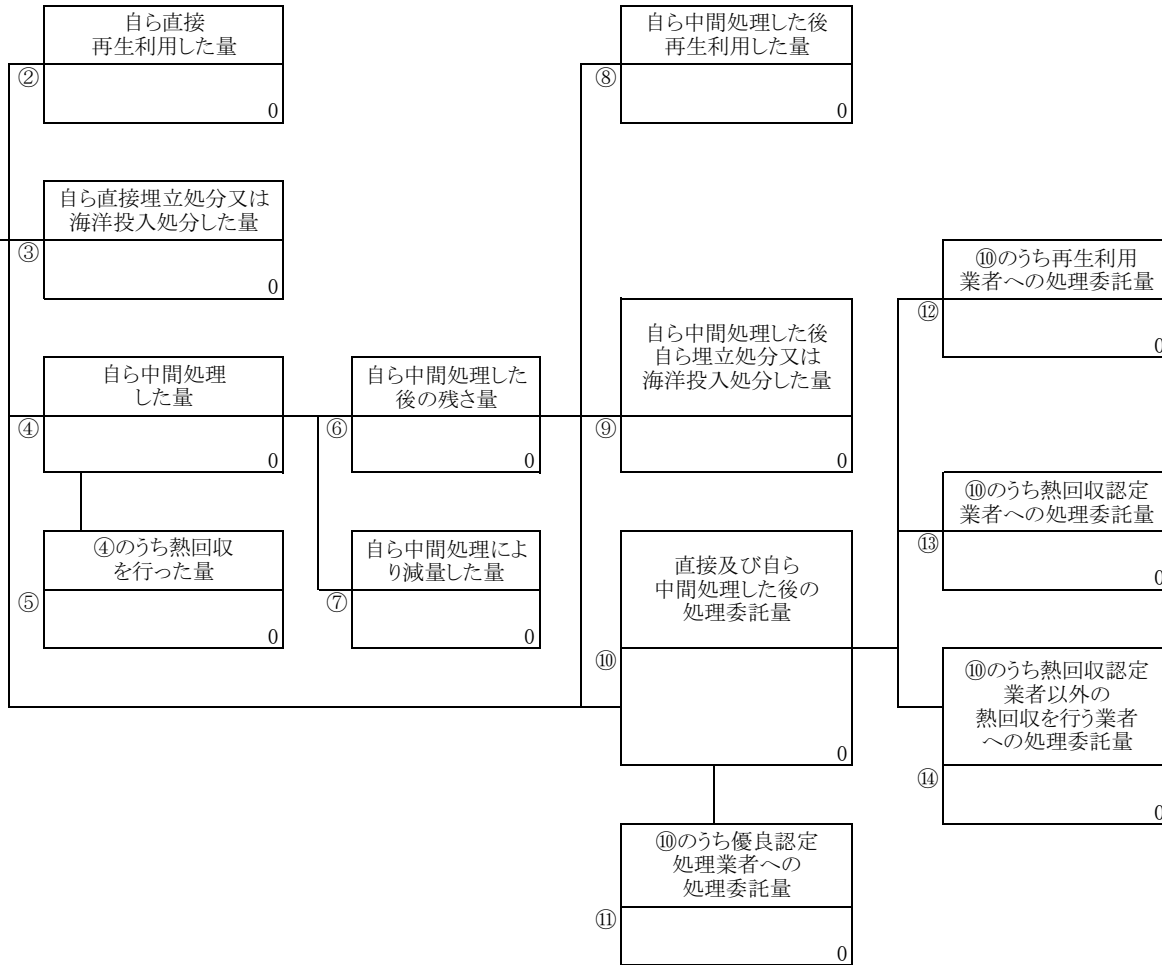 自ら直接
再生利用した量
②
0
自ら直接埋立処分又は
海洋投入処分した量
③
0
自ら中間処理
した量
④
0
④のうち熱回収
を行った量
⑤
0
自ら中間処理した
後の残さ量
⑥
0
自ら中間処理によ
り減量した量
⑦
0
自ら中間処理した後
再生利用した量
⑧
0
自ら中間処理した後
自ら埋立処分又は
海洋投入処分した量
⑨
0
直接及び自ら
中間処理した後の
処理委託量
⑩
0
⑩のうち優良認定
処理業者への
処理委託量
⑪
0
⑩のうち再生利用
業者への処理委託量
⑫
0
⑩のうち熱回収認定
業者への処理委託量
⑬
0
⑩のうち熱回収認定
業者以外の
熱回収を行う業者
への処理委託量
⑭
0